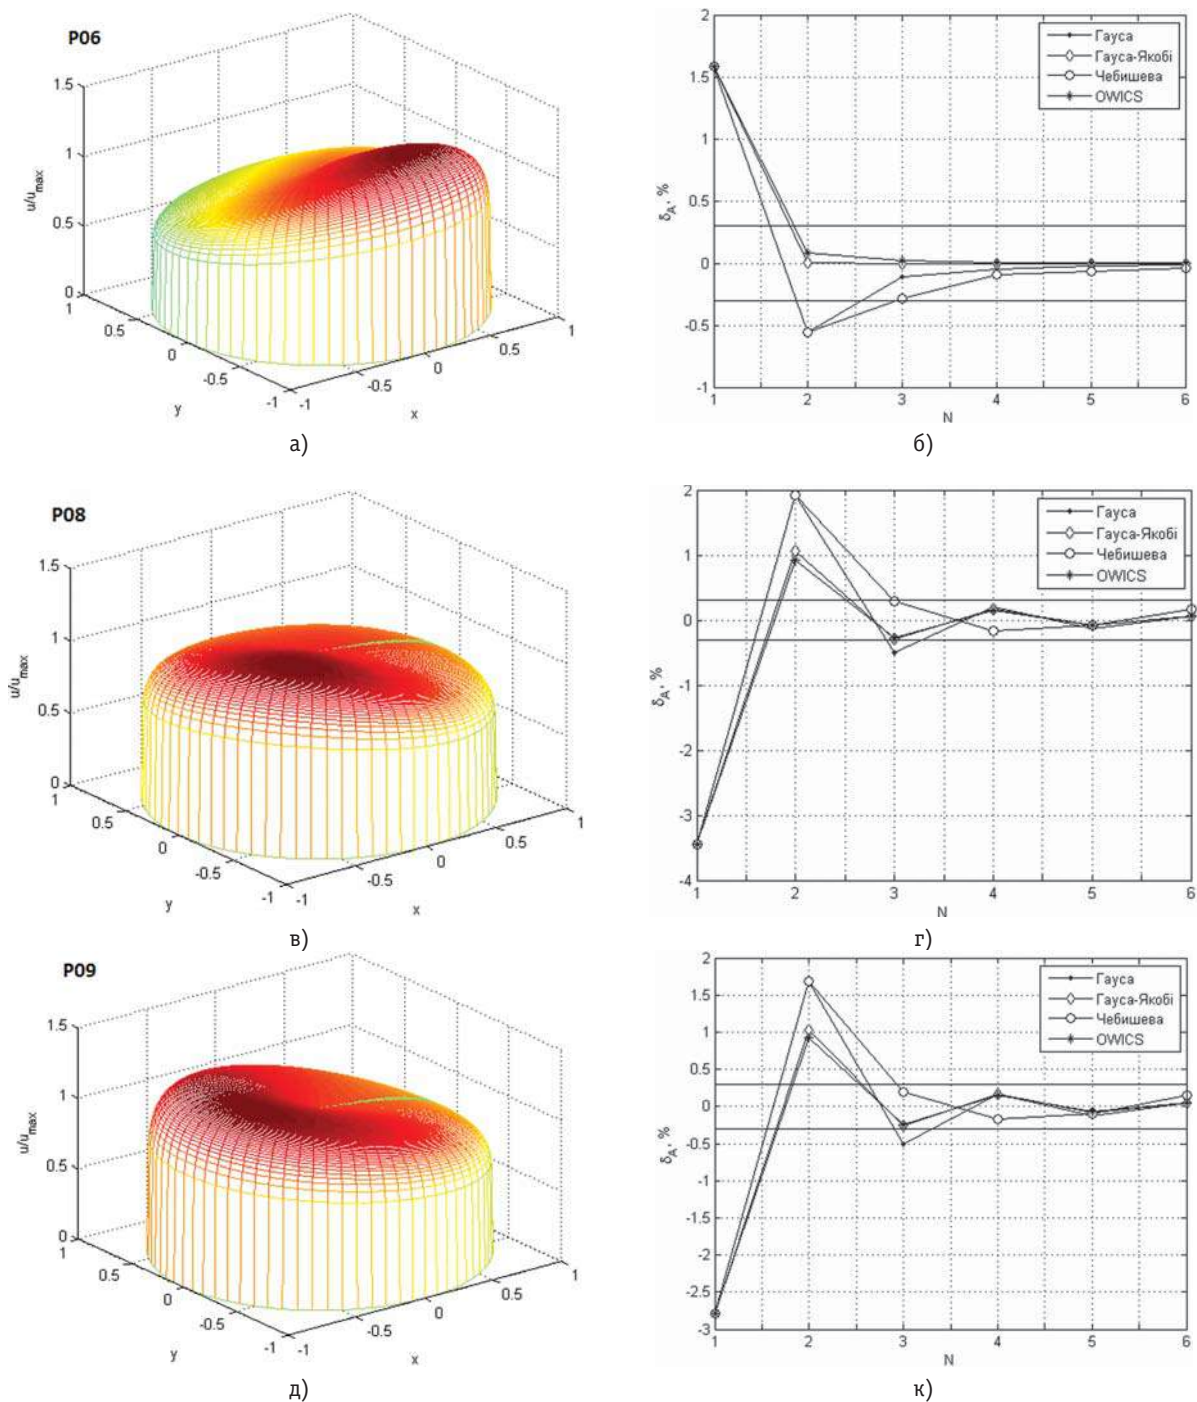 P06
1.5
1
0.5
0
u/u_max
1
0.5
0
-0.5
-1
y
-1
-0.5
0
0.5
1
x
а)
2
1.5
1
0.5
0
-0.5
-1
δ_A, %
1 2 3 4 5 6
N
Гауса
Гауса-Якобі
Чебишева
OWICS
б)
P08
1.5
1
0.5
0
u/u_max
1
0.5
0
-0.5
-1
y
-1
-0.5
0
0.5
1
x
в)
2
1
0
-1
-2
-3
-4
δ_A, %
1 2 3 4 5 6
N
Гауса
Гауса-Якобі
Чебишева
OWICS
г)
P09
1.5
1
0.5
0
u/u_max
1
0.5
0
-0.5
-1
y
-1
-0.5
0
0.5
1
x
д)
2
1.5
1
0.5
0
-0.5
-1
-1.5
-2
-2.5
-3
δ_A, %
1 2 3 4 5 6
N
Гауса
Гауса-Якобі
Чебишева
OWICS
к)